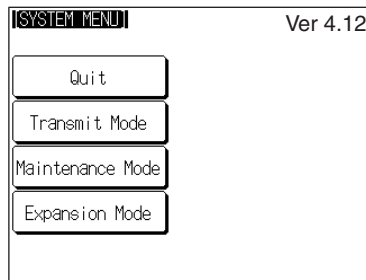 [SYSTEM MENU]
Ver 4.12
Quit
Transmit Mode
Maintenance Mode
Expansion Mode